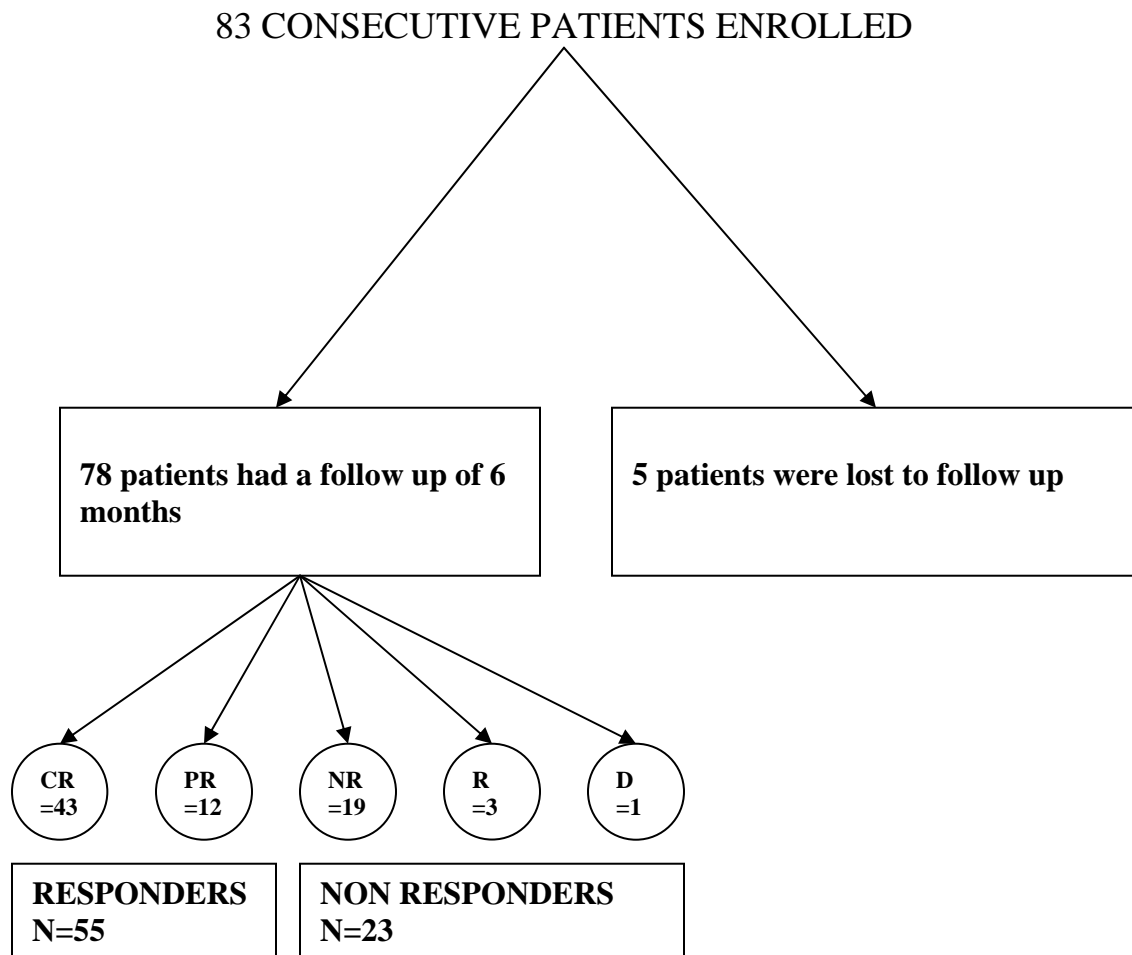 83 CONSECUTIVE PATIENTS ENROLLED
78 patients had a follow up of 6
months
5 patients were lost to follow up
CR
=43
PR
=12
NR
=19
R
=3
D
=1
RESPONDERS
N=55
NON RESPONDERS
N=23